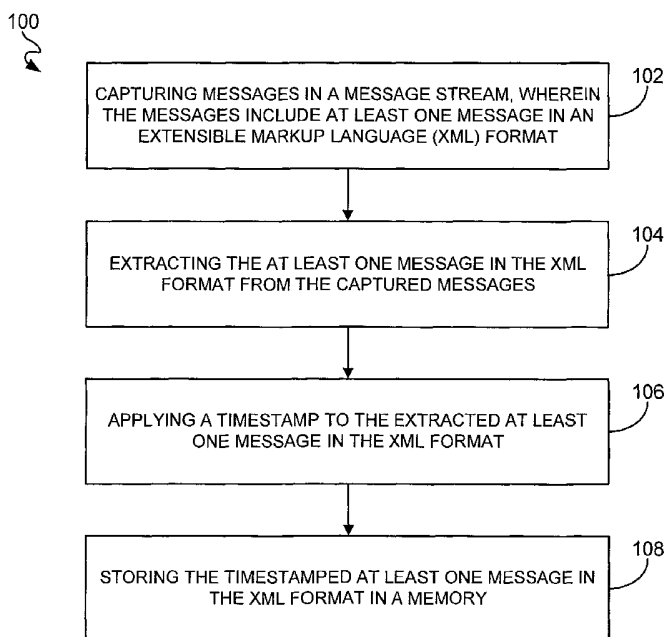 100
102
CAPTURING MESSAGES IN A MESSAGE STREAM, WHEREIN
THE MESSAGES INCLUDE AT LEAST ONE MESSAGE IN AN
EXTENSIBLE MARKUP LANGUAGE (XML) FORMAT
104
EXTRACTING THE AT LEAST ONE MESSAGE IN THE XML
FORMAT FROM THE CAPTURED MESSAGES
106
APPLYING A TIMESTAMP TO THE EXTRACTED AT LEAST
ONE MESSAGE IN THE XML FORMAT
108
STORING THE TIMESTAMPED AT LEAST ONE MESSAGE IN
THE XML FORMAT IN A MEMORY